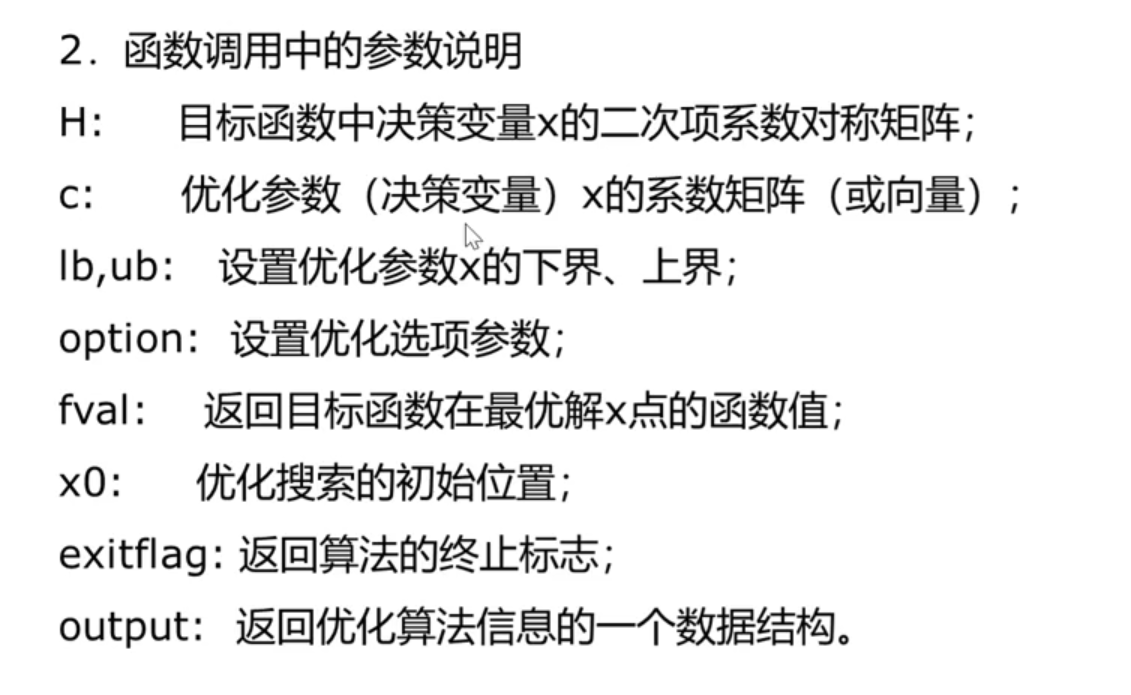 2. 函数调用中的参数说明
H: 目标函数中决策变量x的二次项系数对称矩阵;
c: 优化参数（决策变量）x的系数矩阵（或向量）;
lb,ub: 设置优化参数x的下界、上界;
option: 设置优化选项参数;
fval: 返回目标函数在最优解x点的函数值;
x0: 优化搜索的初始位置;
exitflag: 返回算法的终止标志;
output: 返回优化算法信息的一个数据结构。